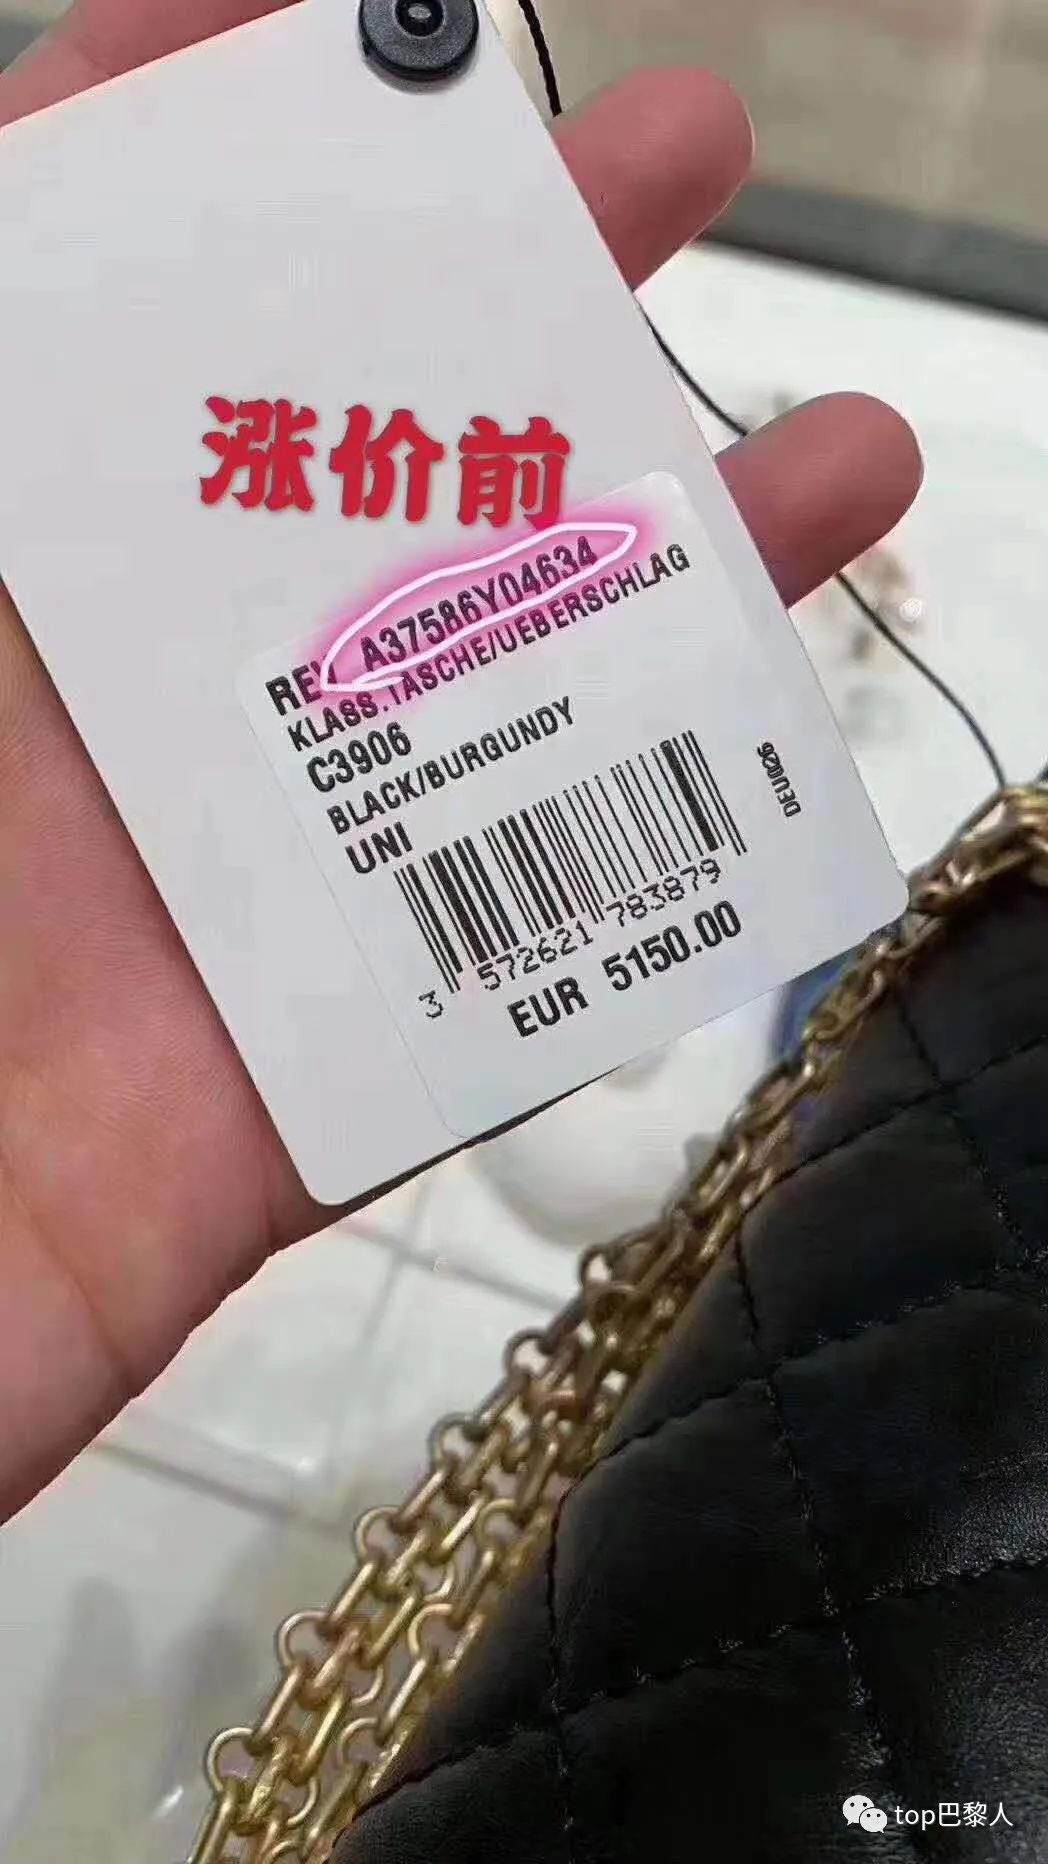 涨价前
A37586Y04634
KLASS.TASCHE/UEBERSCHLAG
C3906
BLACK/BURGUNDY
UNI
DEU026
3 572621 783879
EUR 5150.00
top巴黎人